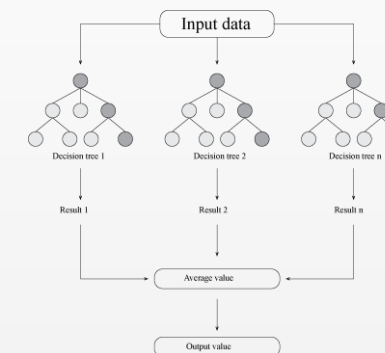 Input data
Decision tree 1
Decision tree 2
Decision tree n
Result 1
Result 2
Result n
Average value
Output value